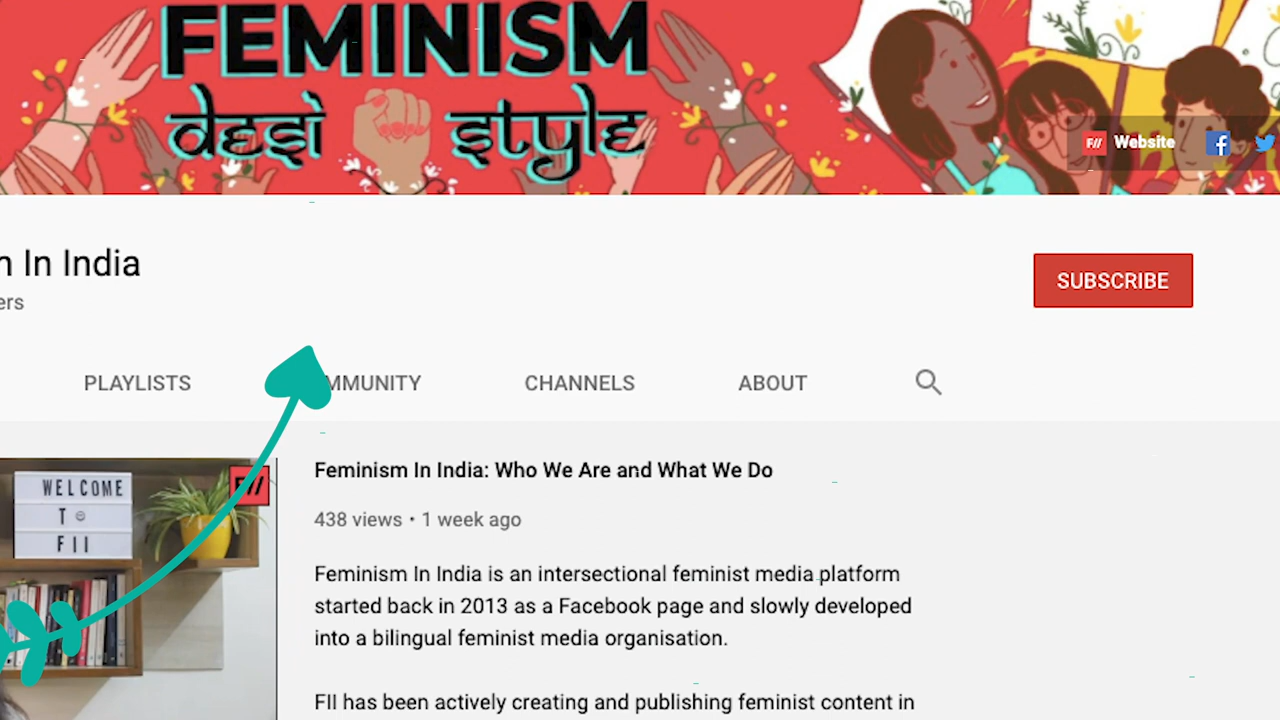 FEMINISM
desi style
F//
Website
In India
SUBSCRIBE
PLAYLISTS
CHANNELS
ABOUT
WELCOME
TO
FII
Feminism In India: Who We Are and What We Do
438 views • 1 week ago
Feminism In India is an intersectional feminist media platform
started back in 2013 as a Facebook page and slowly developed
into a bilingual feminist media organisation.
FII has been actively creating and publishing feminist content in